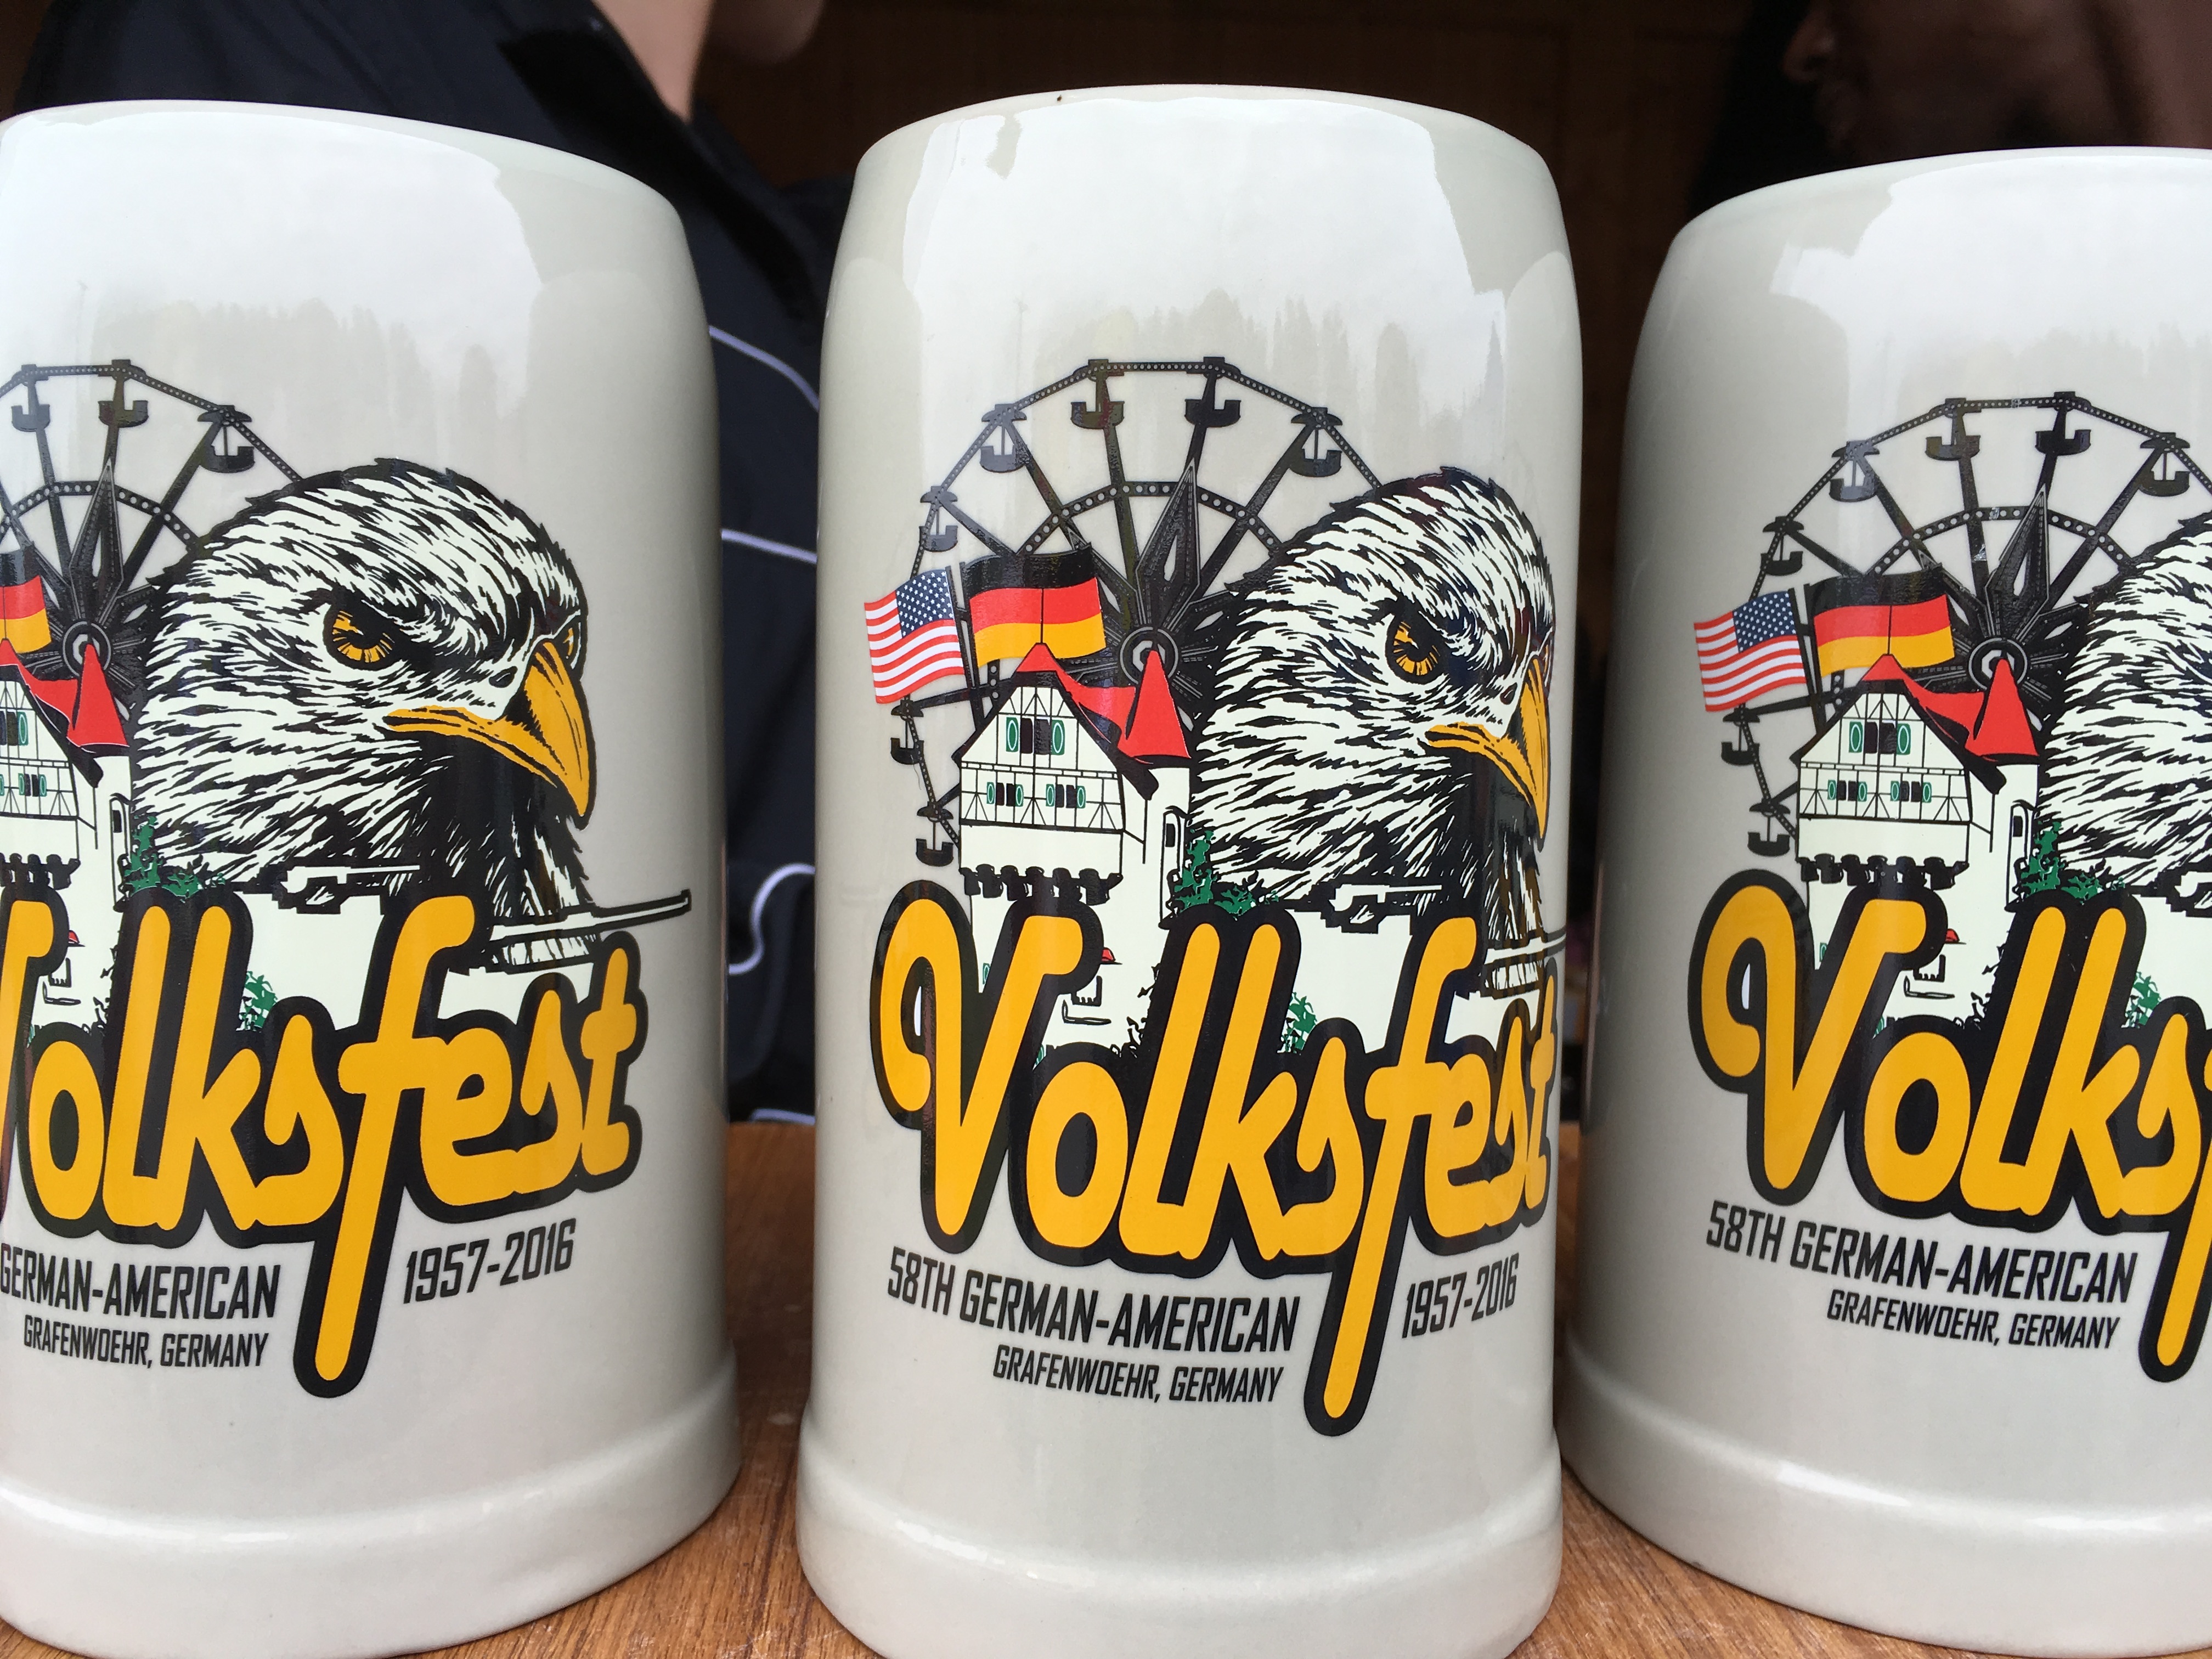 Volksfest
GERMAN-AMERICAN
1957-2016
GRAFENWOEHR, GERMANY
Volksfest
58TH GERMAN-AMERICAN
1957-2016
GRAFENWOEHR, GERMANY
Volksf
58TH GERMAN-AMERICAN
GRAFENWOEHR, GERMANY